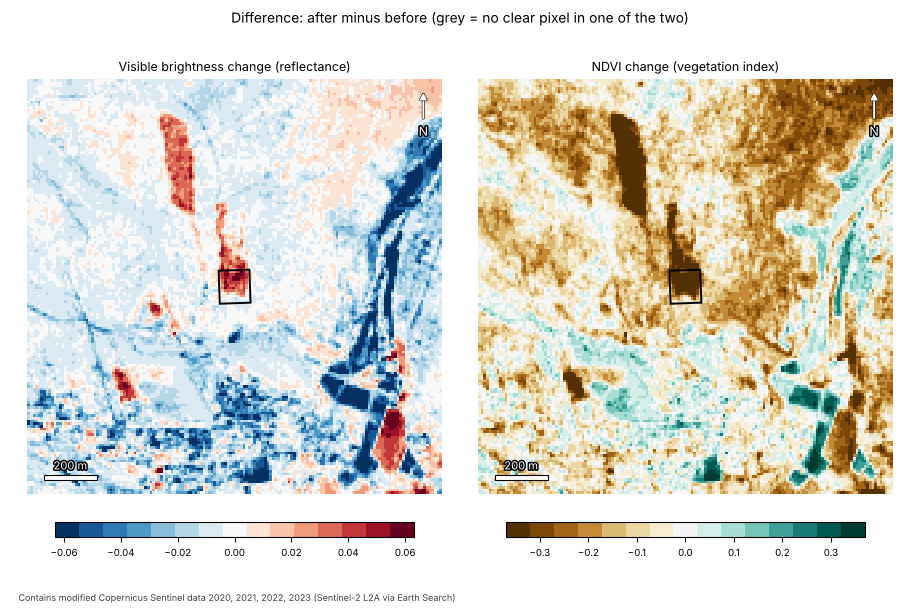 Difference: after minus before (grey = no clear pixel in one of the two)
Visible brightness change (reflectance)
NDVI change (vegetation index)
N
N
200 m
200 m
−0.06 −0.04 −0.02 0.00 0.02 0.04 0.06
−0.3 −0.2 −0.1 0.0 0.1 0.2 0.3
Contains modified Copernicus Sentinel data 2020, 2021, 2022, 2023 (Sentinel-2 L2A via Earth Search)